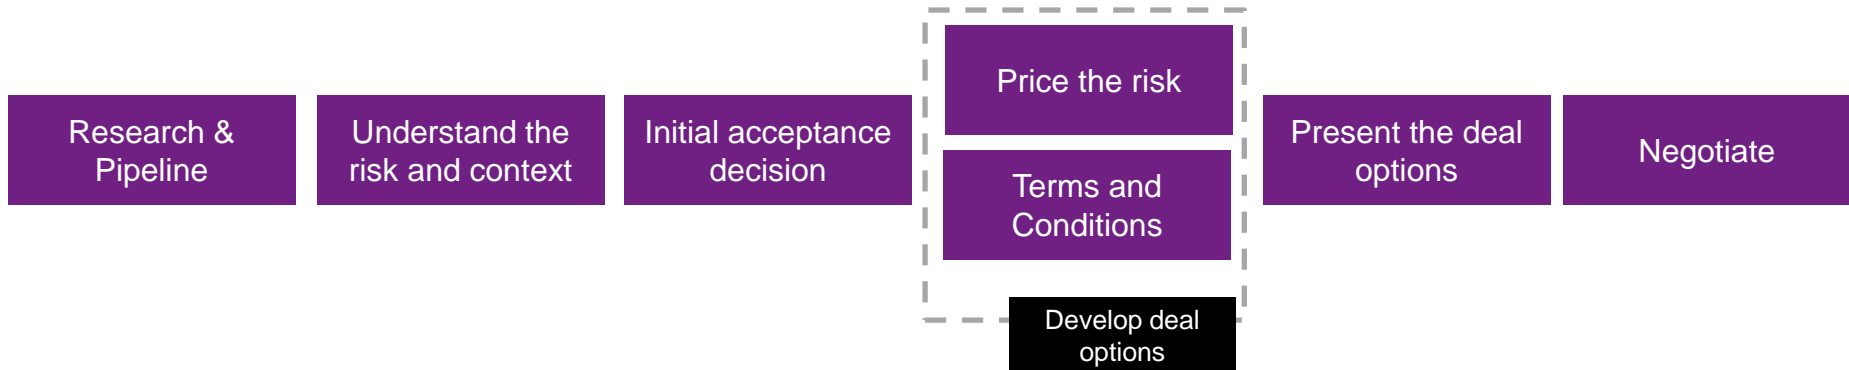 Research &
Pipeline
Understand the
risk and context
Initial acceptance
decision
Price the risk
Terms and
Conditions
Develop deal
options
Present the deal
options
Negotiate